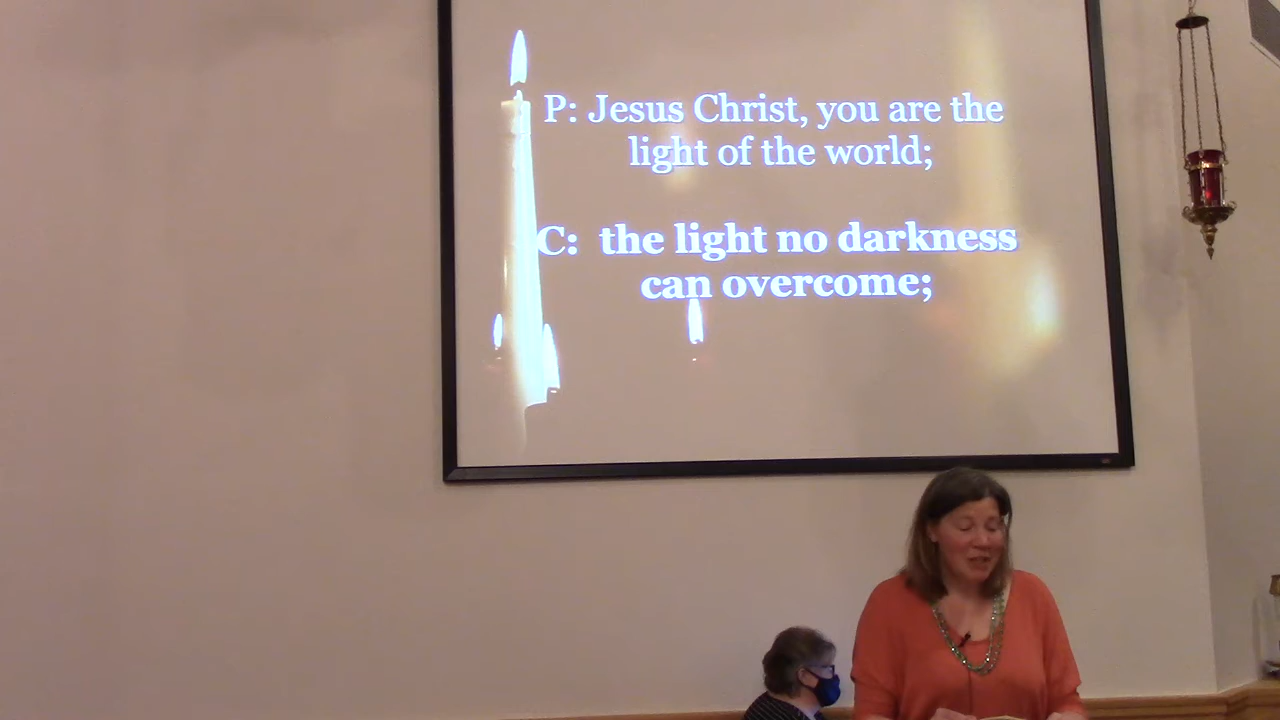 P: Jesus Christ, you are the
light of the world;
C: the light no darkness
can overcome;